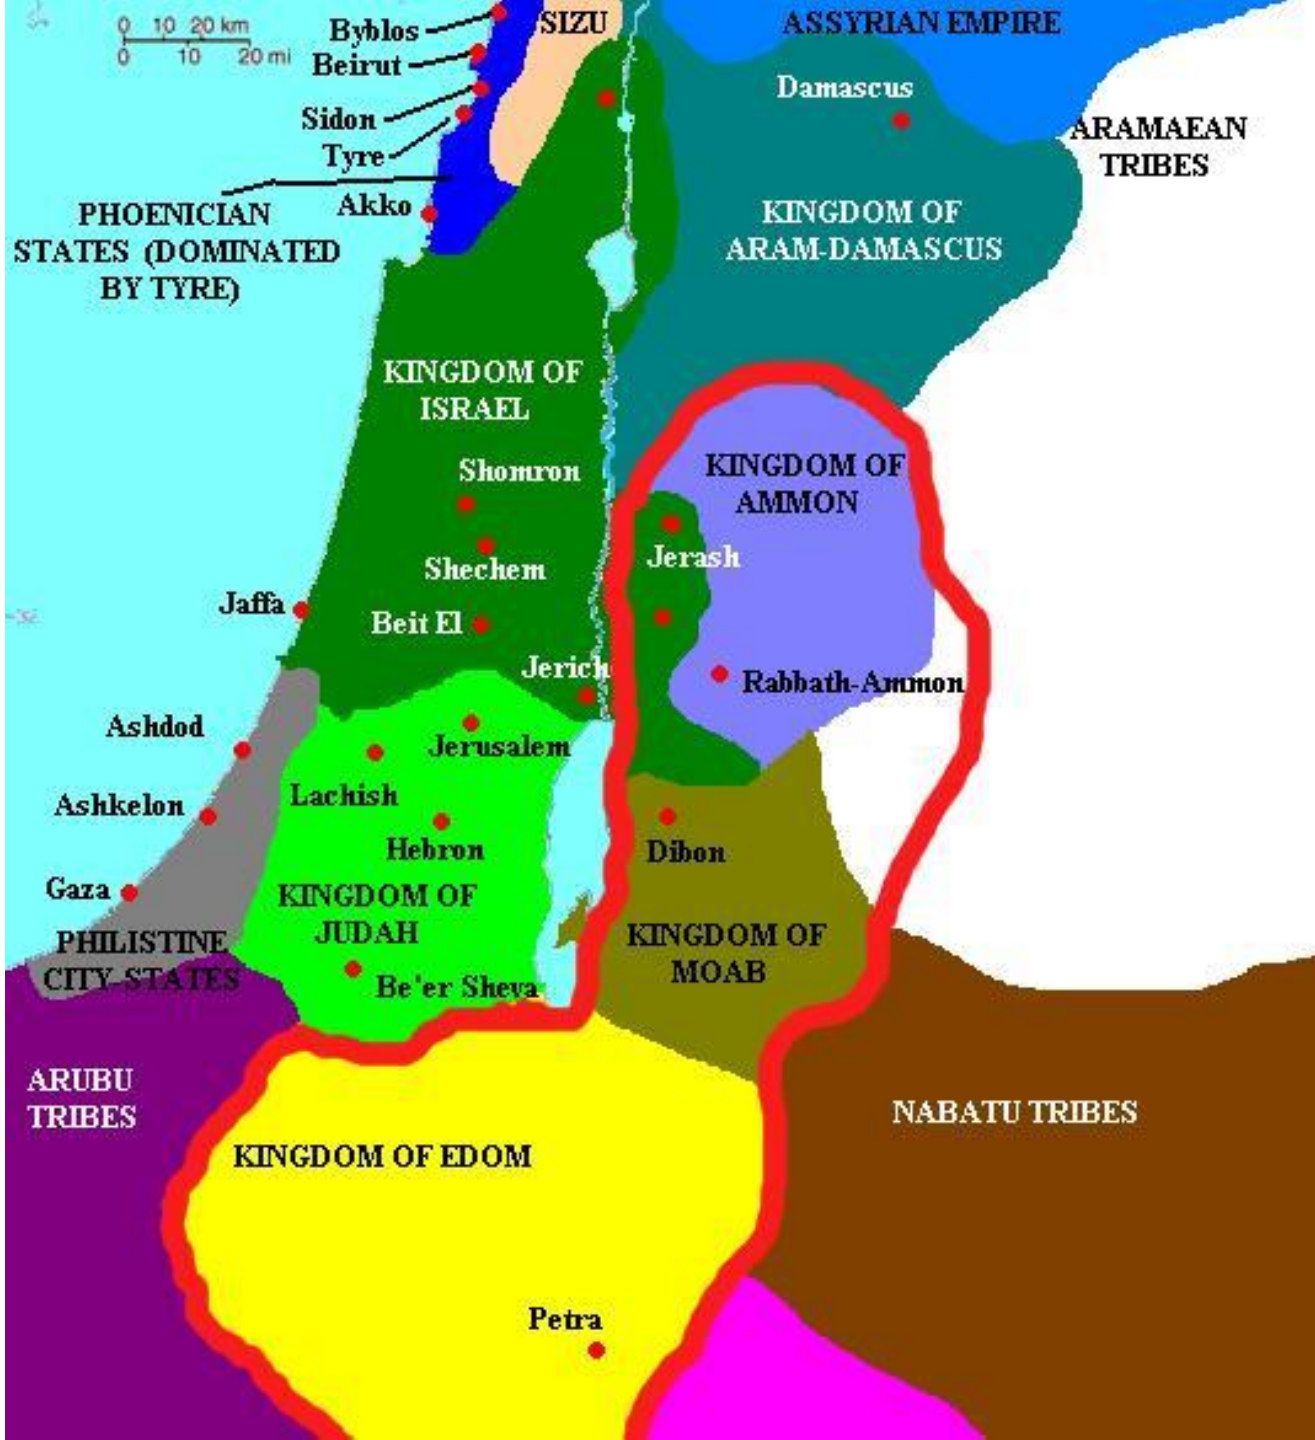 0 10 20 km
0 10 20 mi
Byblos
Beirut
Sidon
Tyre
SIZU
ASSYRIAN EMPIRE
Damascus
ARAMAEAN
TRIBES
PHOENICIAN
STATES (DOMINATED
BY TYRE)
Akko
KINGDOM OF
ARAM-DAMASCUS
KINGDOM OF
ISRAEL
Shomron
Shechem
Beit El
Jaffa
Jerich
KINGDOM OF
AMMON
Jerash
Rabbath-Ammon
Ashdod
Ashkelon
Gaza
Jerusalem
Lachish
Hebron
KINGDOM OF
JUDAH
Be'er Sheva
PHILISTINE
CITY-STATES
Dibon
KINGDOM OF
MOAB
ARUBU
TRIBES
NABATU TRIBES
KINGDOM OF EDOM
Petra